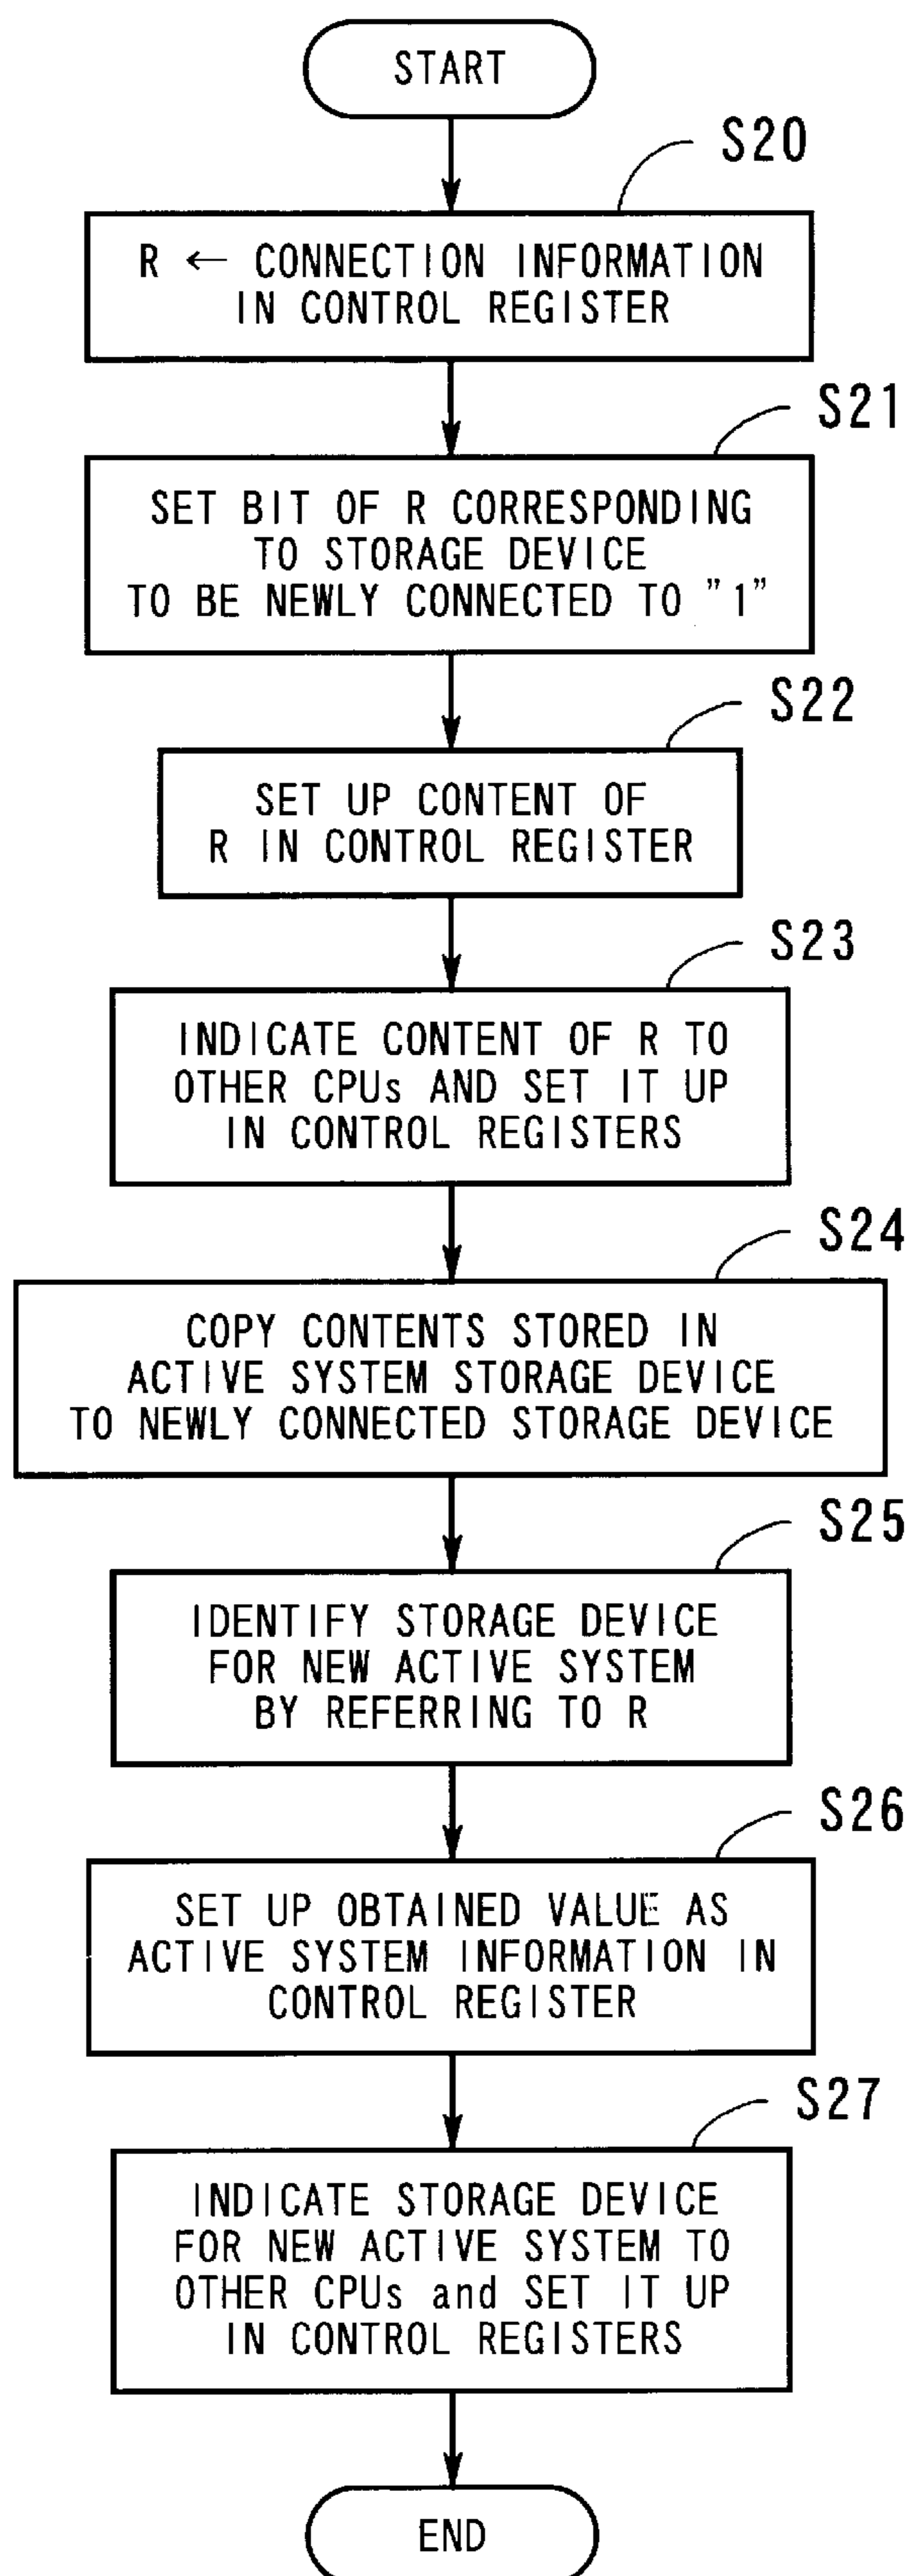 START
S20
R ← CONNECTION INFORMATION
IN CONTROL REGISTER
S21
SET BIT OF R CORRESPONDING
TO STORAGE DEVICE
TO BE NEWLY CONNECTED TO "1"
S22
SET UP CONTENT OF
R IN CONTROL REGISTER
S23
INDICATE CONTENT OF R TO
OTHER CPUs AND SET IT UP
IN CONTROL REGISTERS
S24
COPY CONTENTS STORED IN
ACTIVE SYSTEM STORAGE DEVICE
TO NEWLY CONNECTED STORAGE DEVICE
S25
IDENTIFY STORAGE DEVICE
FOR NEW ACTIVE SYSTEM
BY REFERRING TO R
S26
SET UP OBTAINED VALUE AS
ACTIVE SYSTEM INFORMATION IN
CONTROL REGISTER
S27
INDICATE STORAGE DEVICE
FOR NEW ACTIVE SYSTEM TO
OTHER CPUs and SET IT UP
IN CONTROL REGISTERS
END